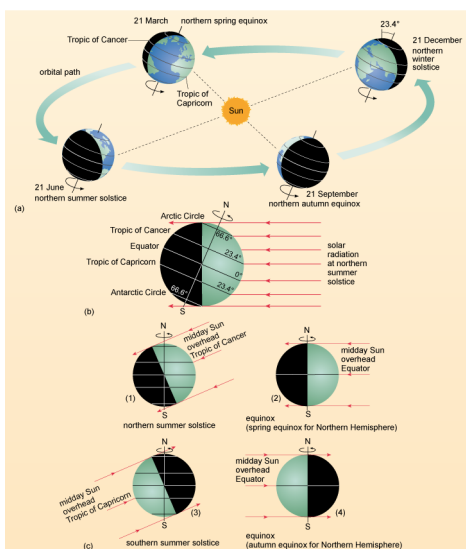 21 March
northern spring equinox
23.4°
21 December
northern
winter
solstice
Tropic of Cancer
orbital path
Tropic of
Capricorn
Sun
21 June
northern summer solstice
21 September
northern autumn equinox
(a)
N
Arctic Circle
Tropic of Cancer
Equator
Tropic of Capricorn
Antarctic Circle
66.6°
23.4°
0°
23.4°
66.6°
S
solar
radiation
at northern
summer
solstice
(b)
N
midday Sun
overhead
Tropic of Cancer
(1)
S
northern summer solstice
N
midday Sun
overhead
Equator
(2)
S
equinox
(spring equinox for Northern Hemisphere)
N
midday Sun
overhead
Tropic of Capricorn
(3)
S
southern summer solstice
N
midday Sun
overhead
Equator
(4)
S
equinox
(autumn equinox for Northern Hemisphere)
(c)